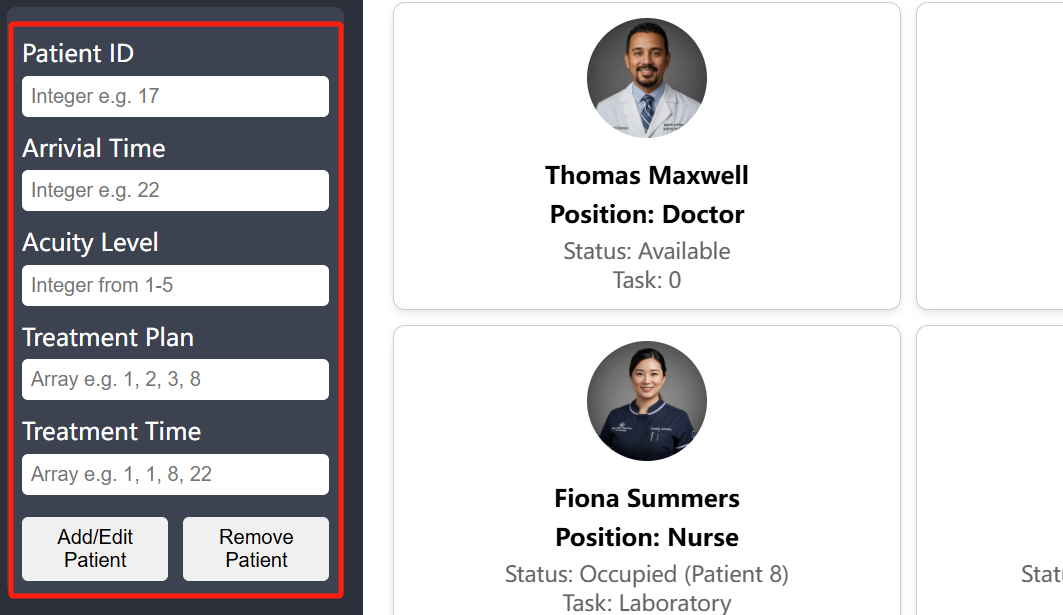 Patient ID
Integer e.g. 17
Arrivial Time
Integer e.g. 22
Acuity Level
Integer from 1-5
Treatment Plan
Array e.g. 1, 2, 3, 8
Treatment Time
Array e.g. 1, 1, 8, 22
Add/Edit
Patient
Remove
Patient
Thomas Maxwell
Position: Doctor
Status: Available
Task: 0
Fiona Summers
Position: Nurse
Status: Occupied (Patient 8)
Task: Laboratory